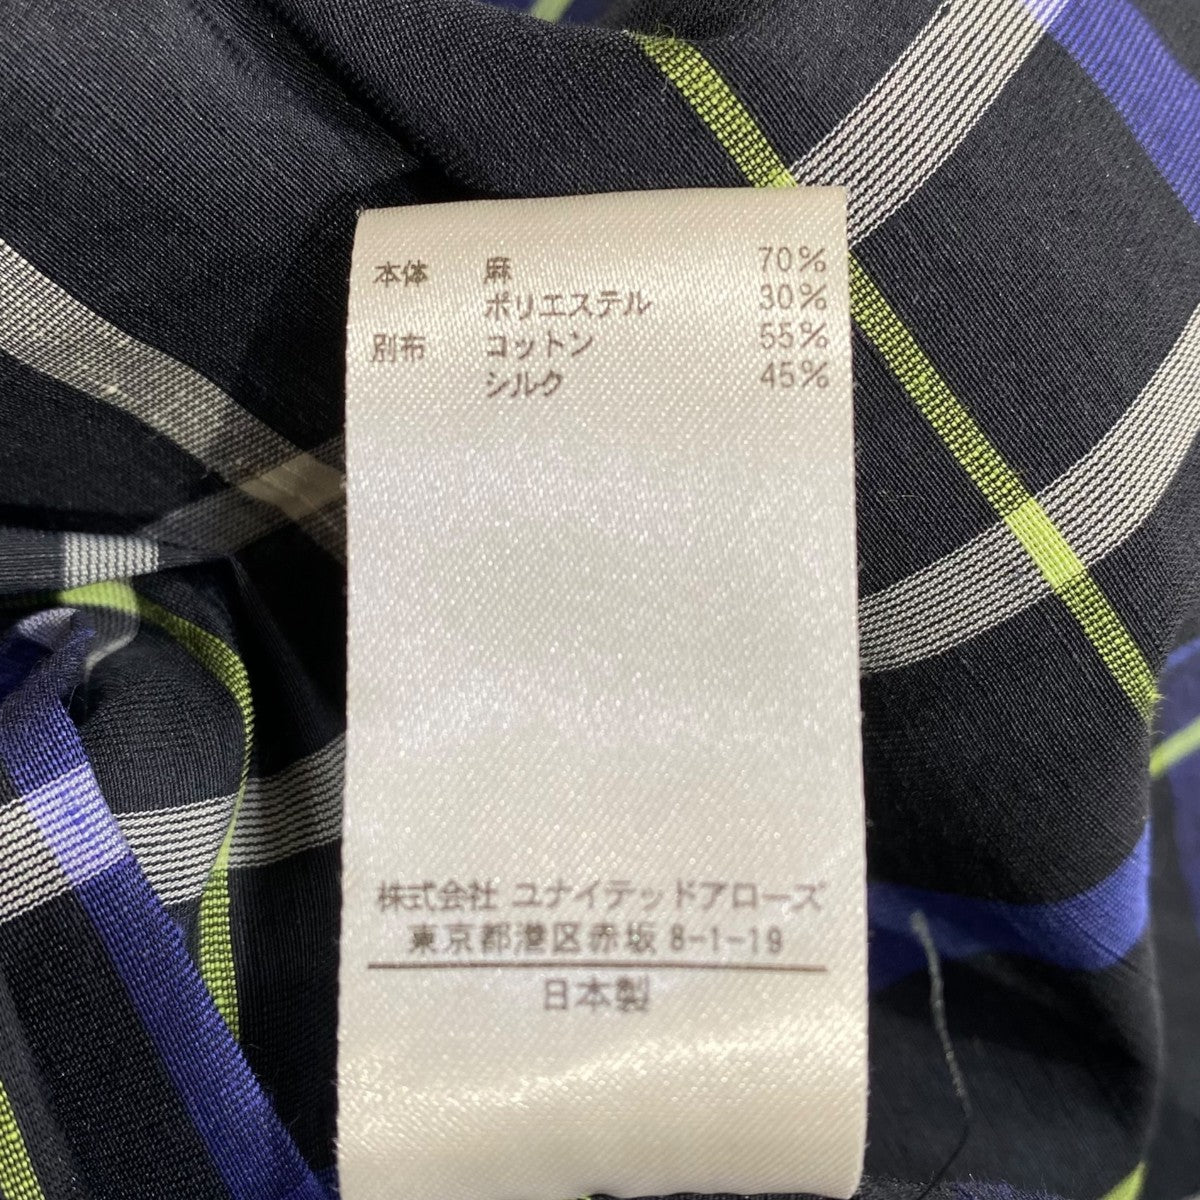 本体 麻 70%
ポリエステル 30%
別布 コットン 55%
シルク 45%
株式会社 ユナイテッドアローズ
東京都港区赤坂 8-1-19
日本製